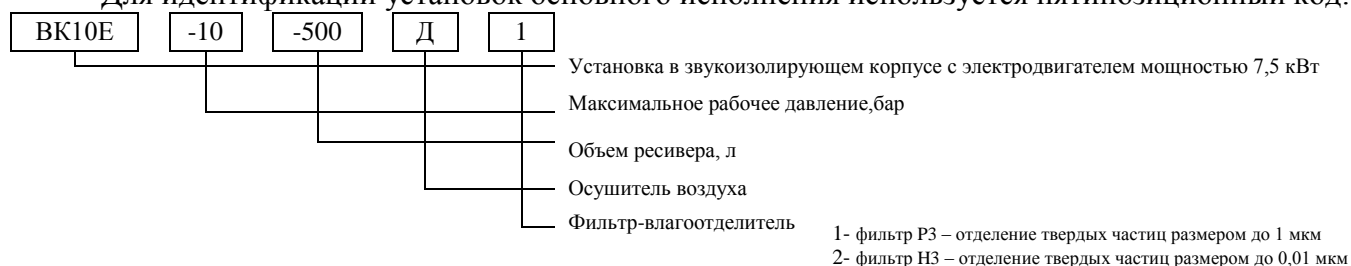 Для идентификации установок основного исполнения используется пятипозиционный код:
ВК10Е -10 -500 Д 1
Установка в звукоизолирующем корпусе с электродвигателем мощностью 7,5 кВт
Максимальное рабочее давление,бар
Объем ресивера, л
Осушитель воздуха
Фильтр-влагоотделитель
1- фильтр Р3 – отделение твердых частиц размером до 1 мкм
2- фильтр Н3 – отделение твердых частиц размером до 0,01 мкм